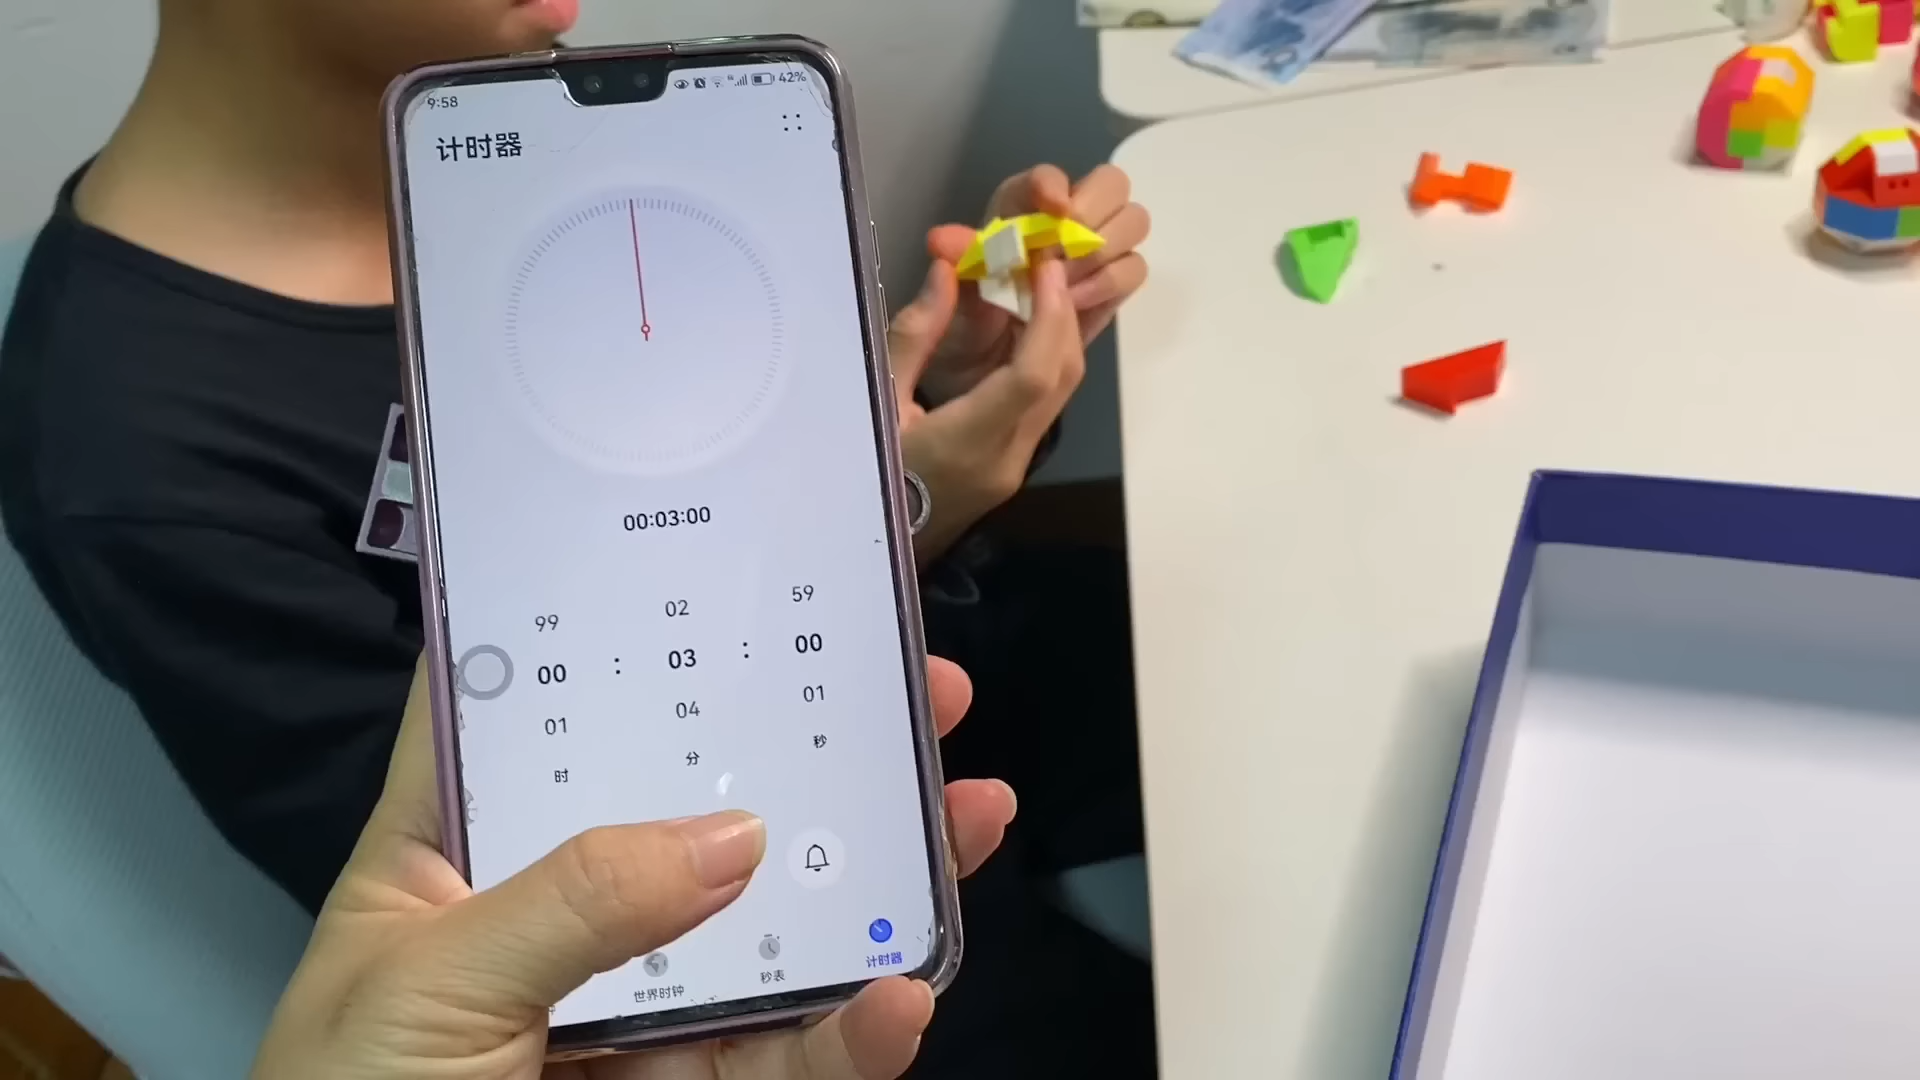 9:58
42%
计时器
00:03:00
99 02 59
00 : 03 : 00
01 04 01
时 分 秒
世界时钟 秒表 计时器